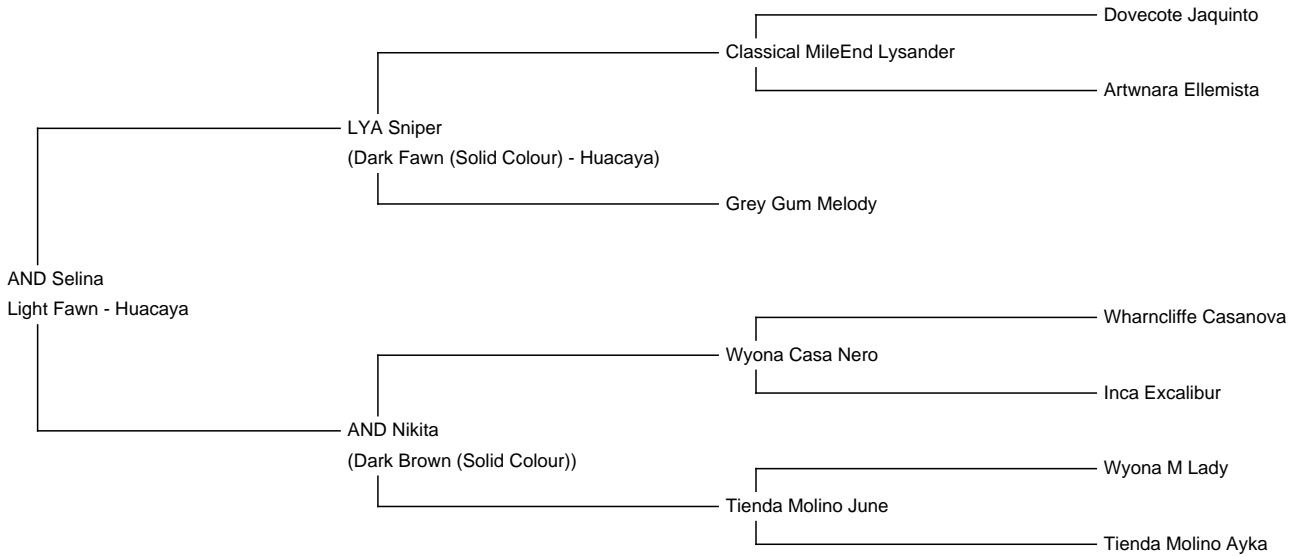 Dovecote Jaquinto
Classical MileEnd Lysander
Artwnara Ellemista
LYA Sniper
(Dark Fawn (Solid Colour) - Huacaya)
Grey Gum Melody
AND Selina
Light Fawn - Huacaya
Wharncliffe Casanova
Wyona Casa Nero
Inca Excalibur
AND Nikita
(Dark Brown (Solid Colour))
Wyona M Lady
Tienda Molino June
Tienda Molino Ayka